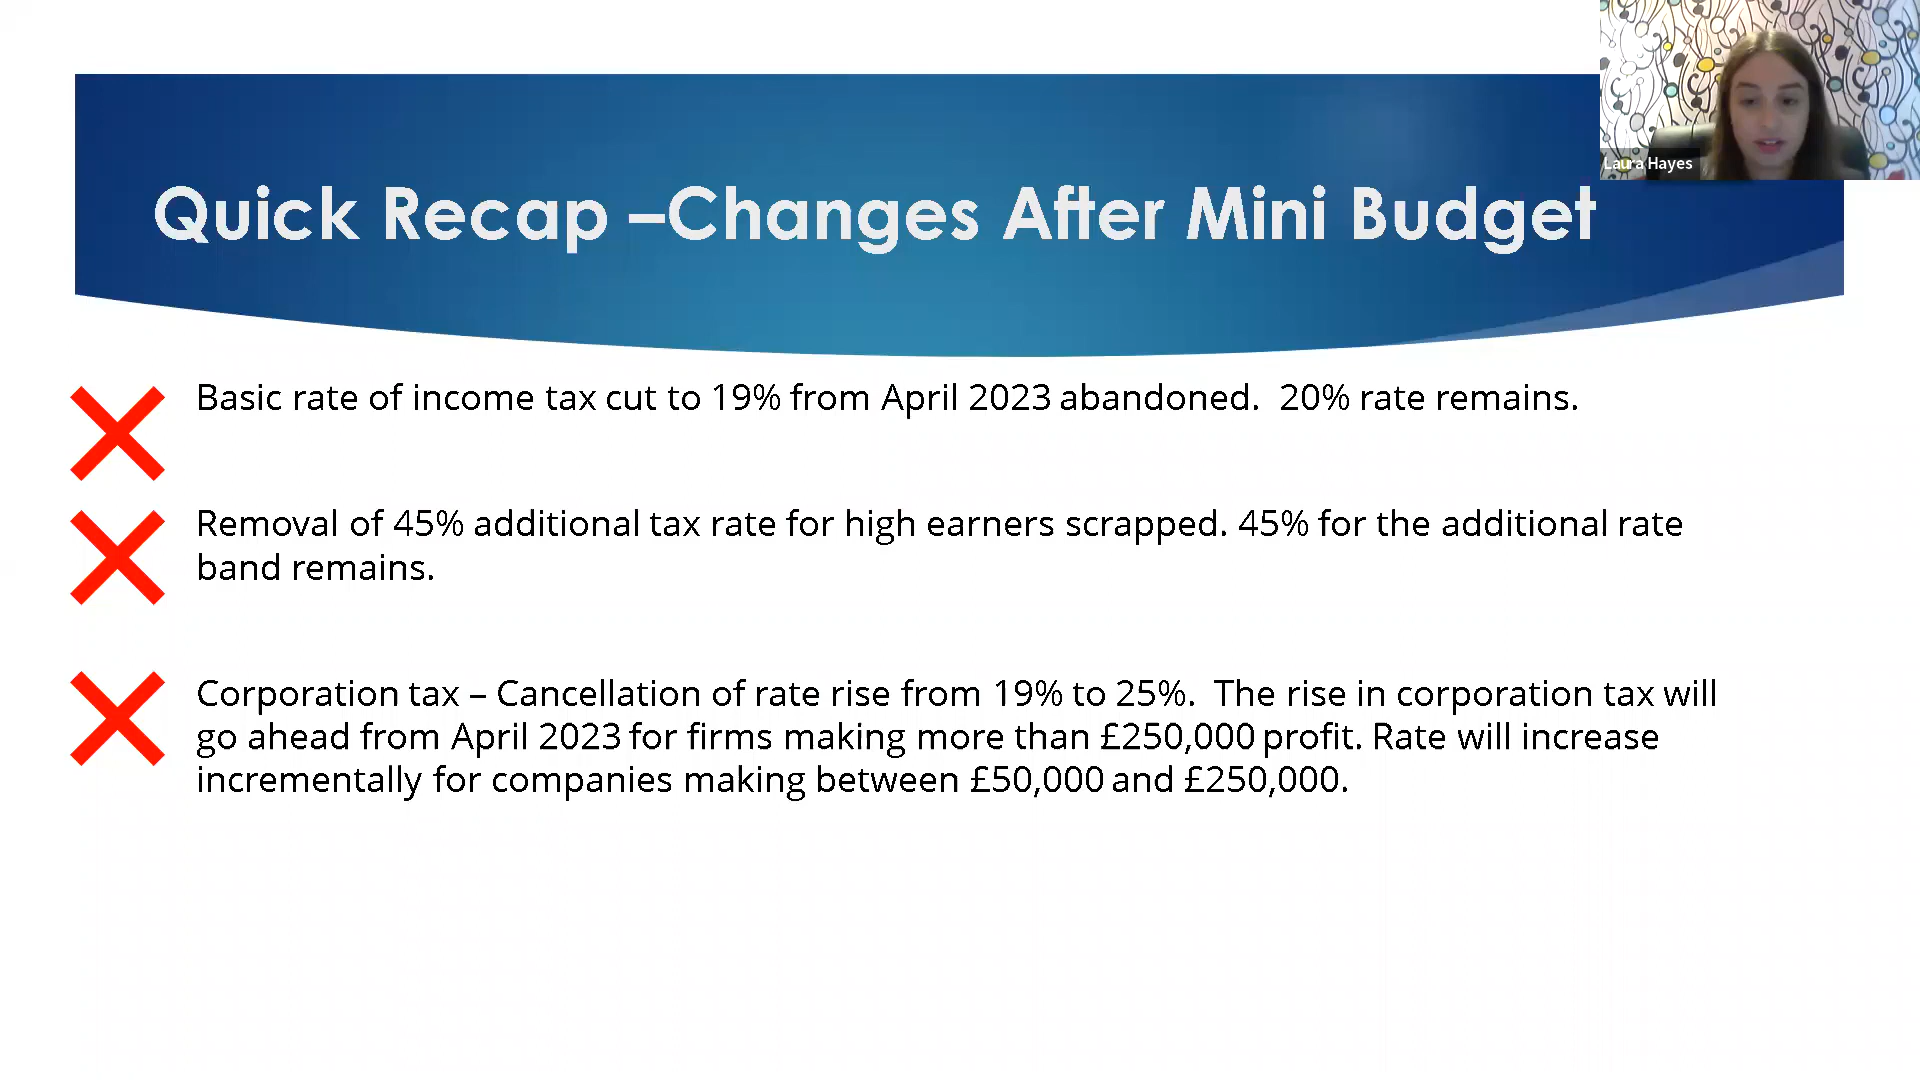 Laura Hayes
Quick Recap –Changes After Mini Budget
Basic rate of income tax cut to 19% from April 2023 abandoned.  20% rate remains.
Removal of 45% additional tax rate for high earners scrapped. 45% for the additional rate
band remains.
Corporation tax – Cancellation of rate rise from 19% to 25%.  The rise in corporation tax will
go ahead from April 2023 for firms making more than £250,000 profit. Rate will increase
incrementally for companies making between £50,000 and £250,000.